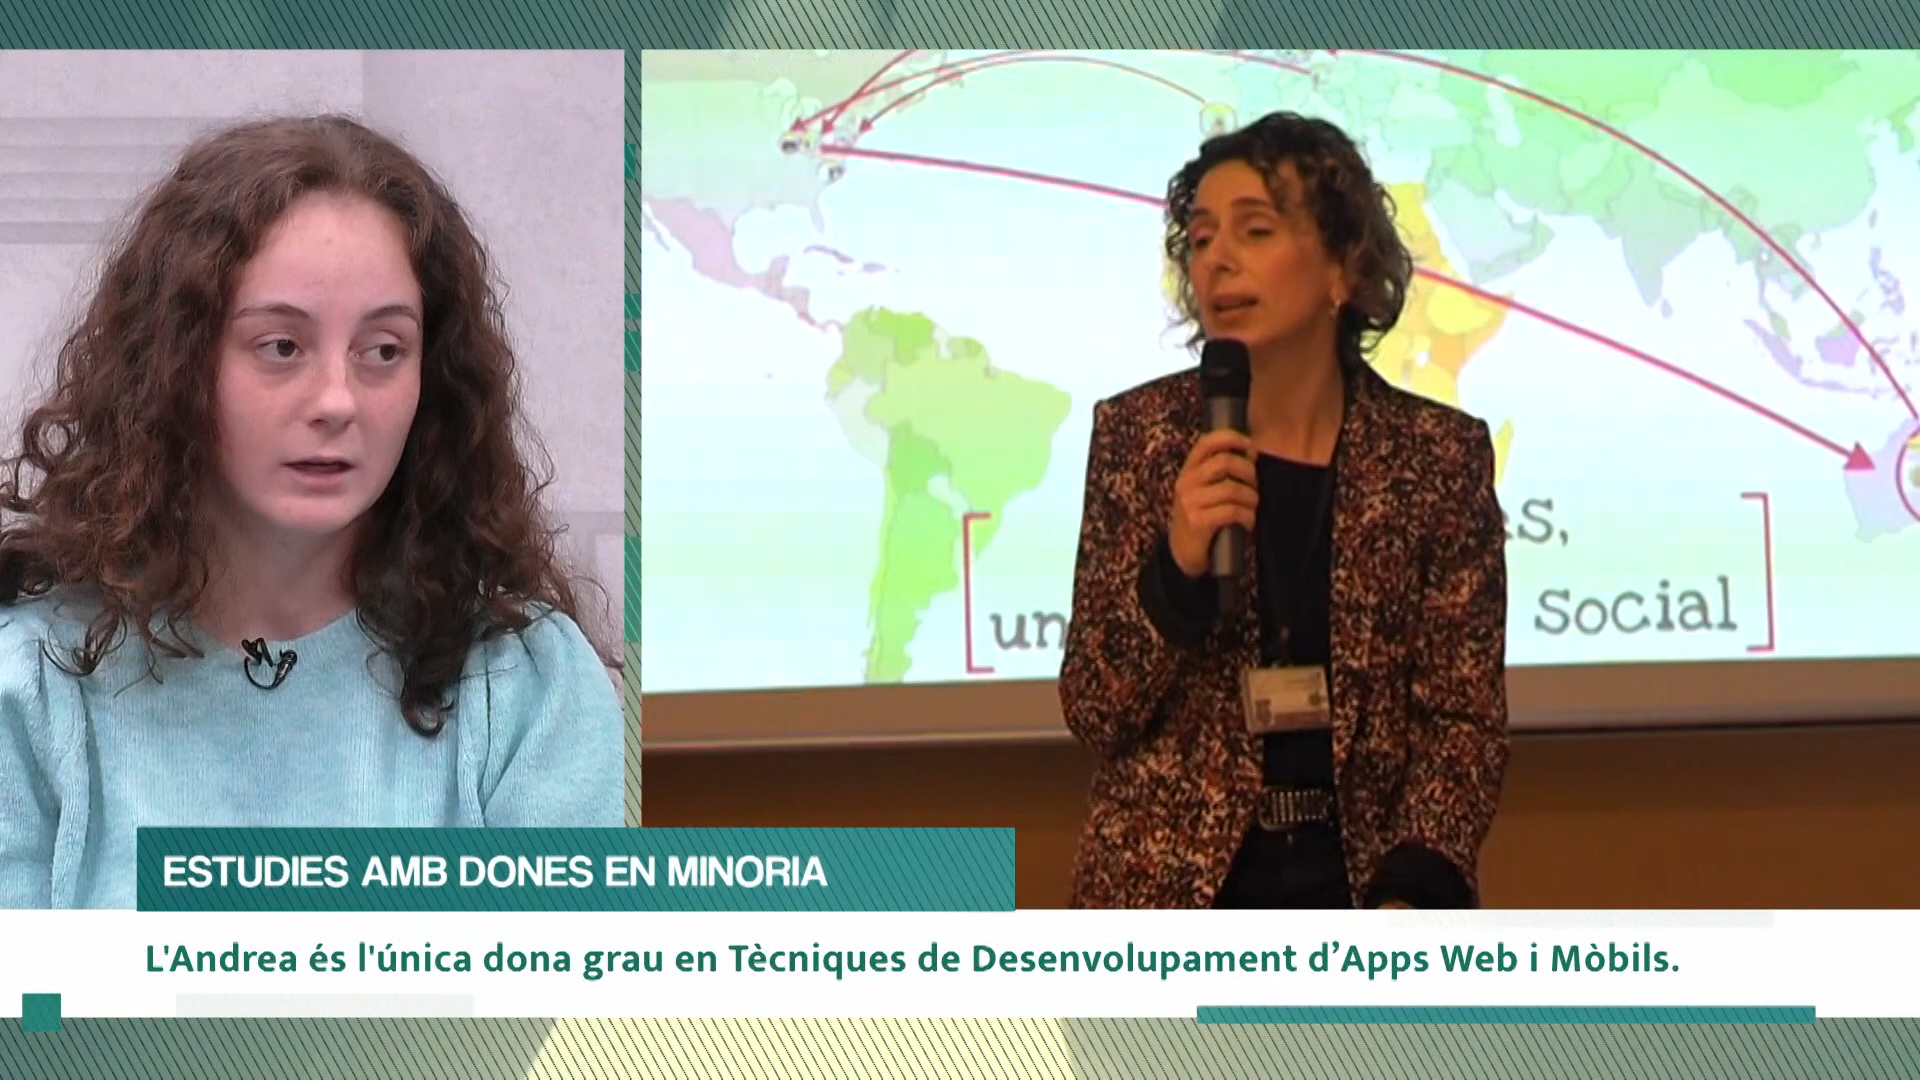 un
social
ESTUDIES AMB DONES EN MINORIA
L'Andrea és l'única dona grau en Tècniques de Desenvolupament d’Apps Web i Mòbils.